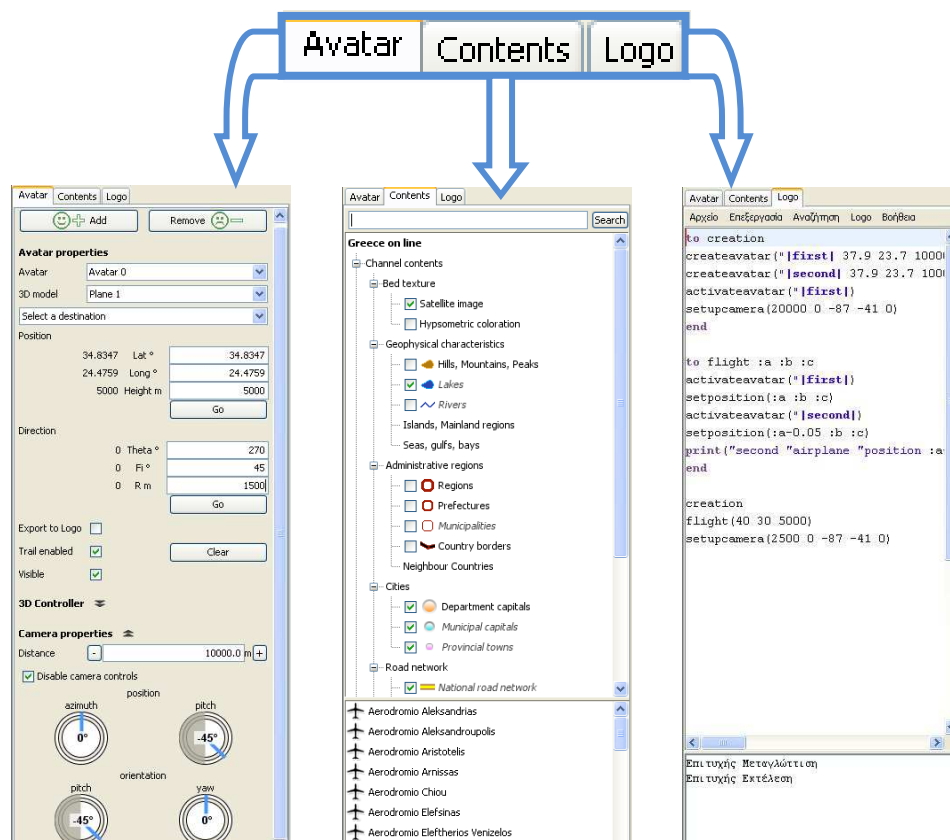 Avatar Contents Logo
Avatar Contents Logo
Add Remove
Avatar properties
Avatar Avatar 0
3D model Plane 1
Select a destination
Position
34.8347 Lat ° 34.8347
24.4759 Long ° 24.4759
5000 Height m 5000
Go
Direction
0 Theta ° 270
0 Fi ° 45
0 R m 1500
Go
Export to Logo
Trail enabled Clear
Visible
3D Controller
Camera properties
Distance - 10000.0 m +
Disable camera controls
position
azimuth pitch
0° -45°
orientation
pitch yaw
-45° 0°
Avatar Contents Logo
Search
Greece on line
Channel contents
Bed texture
Satellite image
Hypsometric coloration
Geophysical characteristics
Hills, Mountains, Peaks
Lakes
Rivers
Islands, Mainland regions
Seas, gulfs, bays
Administrative regions
Regions
Prefectures
Municipalities
Country borders
Neighbour Countries
Cities
Department capitals
Municipal capitals
Provincial towns
Road network
National road network
Aerodromio Aleksandrias
Aerodromio Aleksandroupolis
Aerodromio Aristotelis
Aerodromio Arnissas
Aerodromio Chiou
Aerodromio Elefsinas
Aerodromio Eleftherios Venizelos
Avatar Contents Logo
Αρχείο Επεξεργασία Αναζήτηση Logo Βοήθεια
to creation
createavatar("|first| 37.9 23.7 1000
createavatar("|second| 37.9 23.7 100
activateavatar("|first|)
setupcamera(20000 0 -87 -41 0)
end
to flight :a :b :c
activateavatar("|first|)
setposition(:a :b :c)
activateavatar("|second|)
setposition(:a-0.05 :b :c)
print("second "airplane "position :a
end
creation
flight(40 30 5000)
setupcamera(2500 0 -87 -41 0)
Επιτυχής Μεταγλώττιση
Επιτυχής Εκτέλεση